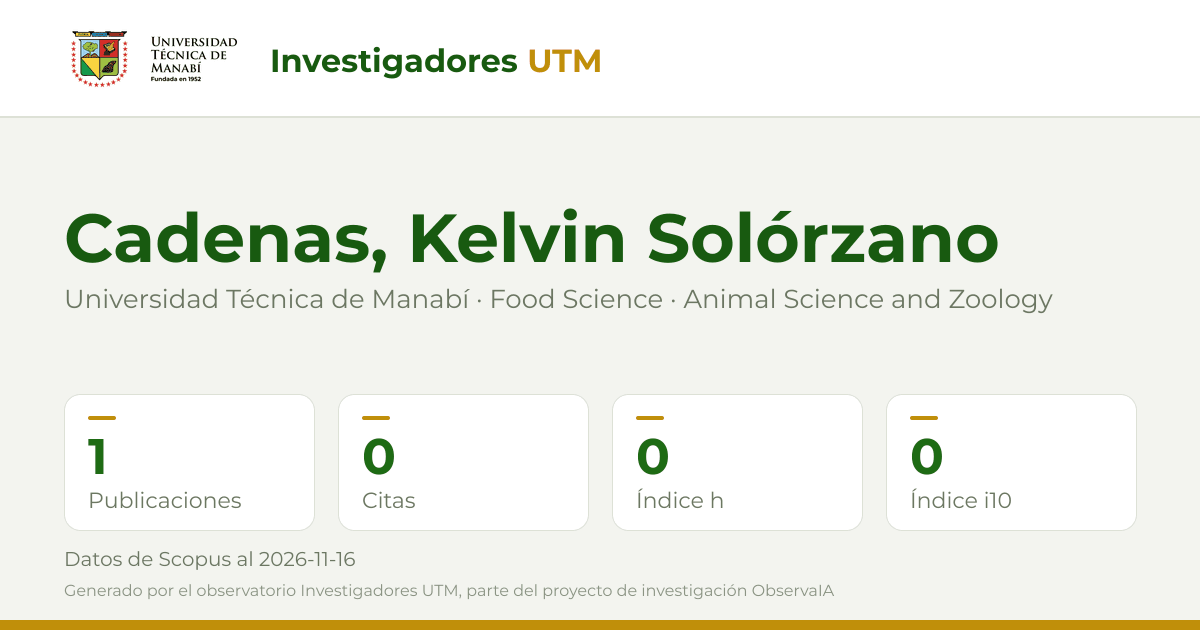 UNIVERSIDAD
TÉCNICA DE
MANABÍ
Fundada en 1952
Investigadores UTM
Cadenas, Kelvin Solórzano
Universidad Técnica de Manabí · Food Science · Animal Science and Zoology
1
Publicaciones
0
Citas
0
Índice h
0
Índice i10
Datos de Scopus al 2026-11-16
Generado por el observatorio Investigadores UTM, parte del proyecto de investigación ObservaIA